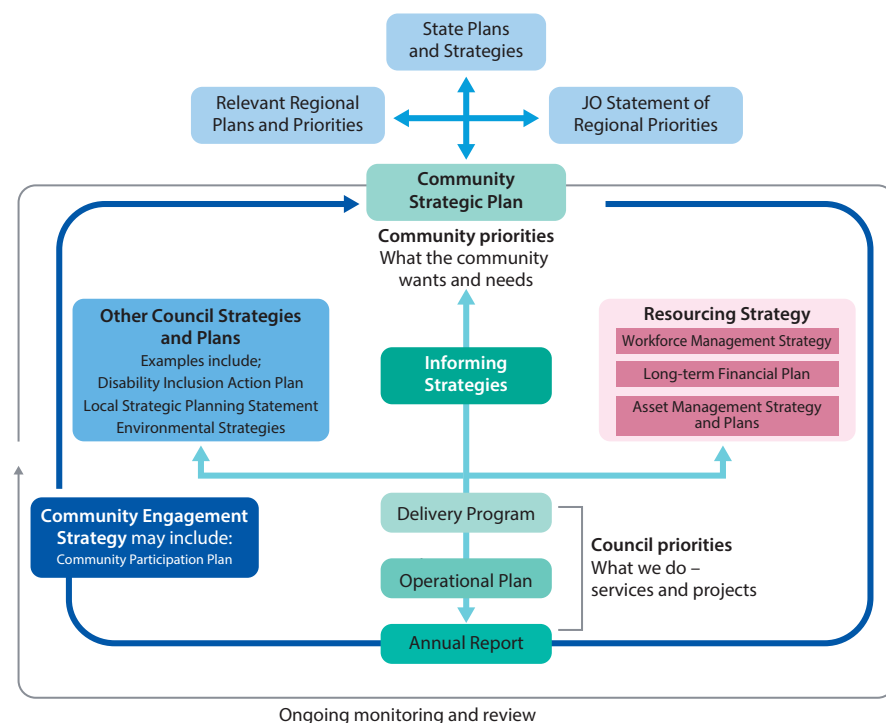 State Plans
and Strategies
Relevant Regional
Plans and Priorities
JO Statement of
Regional Priorities
Community
Strategic Plan
Community priorities
What the community
wants and needs
Other Council Strategies
and Plans
Examples include;
Disability Inclusion Action Plan
Local Strategic Planning Statement
Environmental Strategies
Informing
Strategies
Resourcing Strategy
Workforce Management Strategy
Long-term Financial Plan
Asset Management Strategy
and Plans
Community Engagement
Strategy may include:
Community Participation Plan
Delivery Program
Operational Plan
Annual Report
Council priorities
What we do –
services and projects
Ongoing monitoring and review